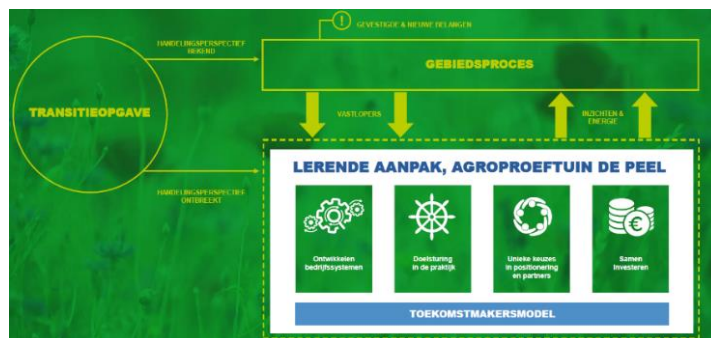 GEVESTIGDE & NIEUWE BELANGEN
HANDELINGSPERSPECTIEF
BEKEND
GEBIEDSPROCES
TRANSITIEOPGAVE
VASTLOPERS
INZICHTEN &
ENERGIE
HANDELINGSPERSPECTIEF
ONTBREEKT
LERENDE AANPAK, AGROPROEFTUIN DE PEEL
Ontwikkelen
bedrijfssystemen
Doelsturing
in de praktijk
Unieke keuzes
in positionering
en partners
Samen
investeren
TOEKOMSTMAKERSMODEL